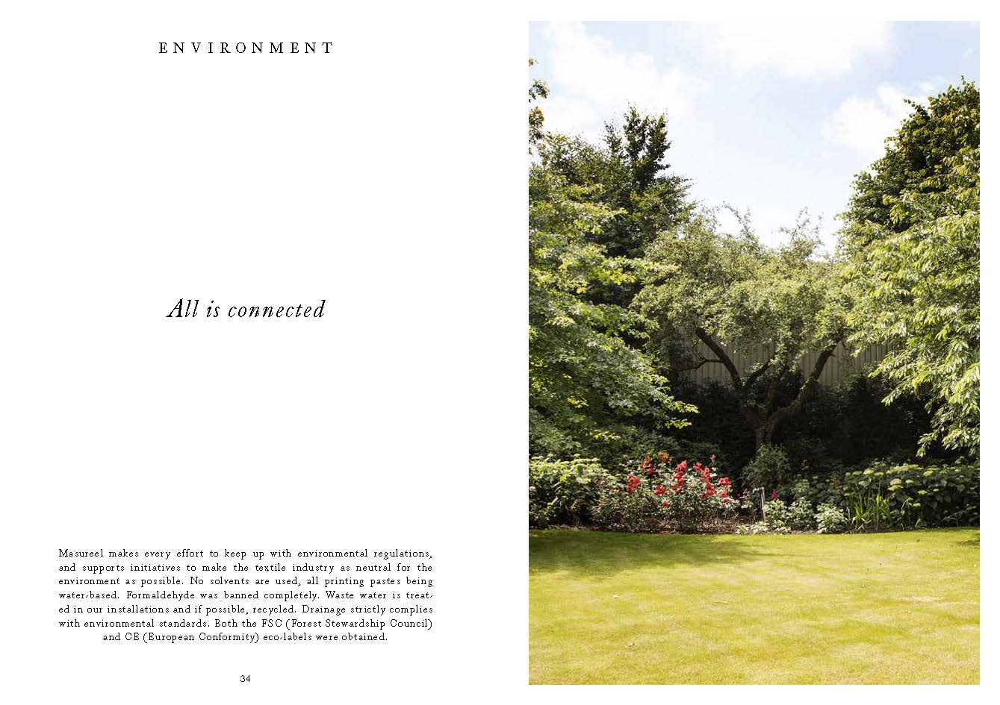 ENVIRONMENT
All is connected
Masureel makes every effort to keep up with environmental regulations,
and supports initiatives to make the textile industry as neutral for the
environment as possible. No solvents are used, all printing pastes being
water-based. Formaldehyde was banned completely. Waste water is treat-
ed in our installations and if possible, recycled. Drainage strictly complies
with environmental standards. Both the FSC (Forest Stewardship Council)
and CE (European Conformity) eco-labels were obtained.
34